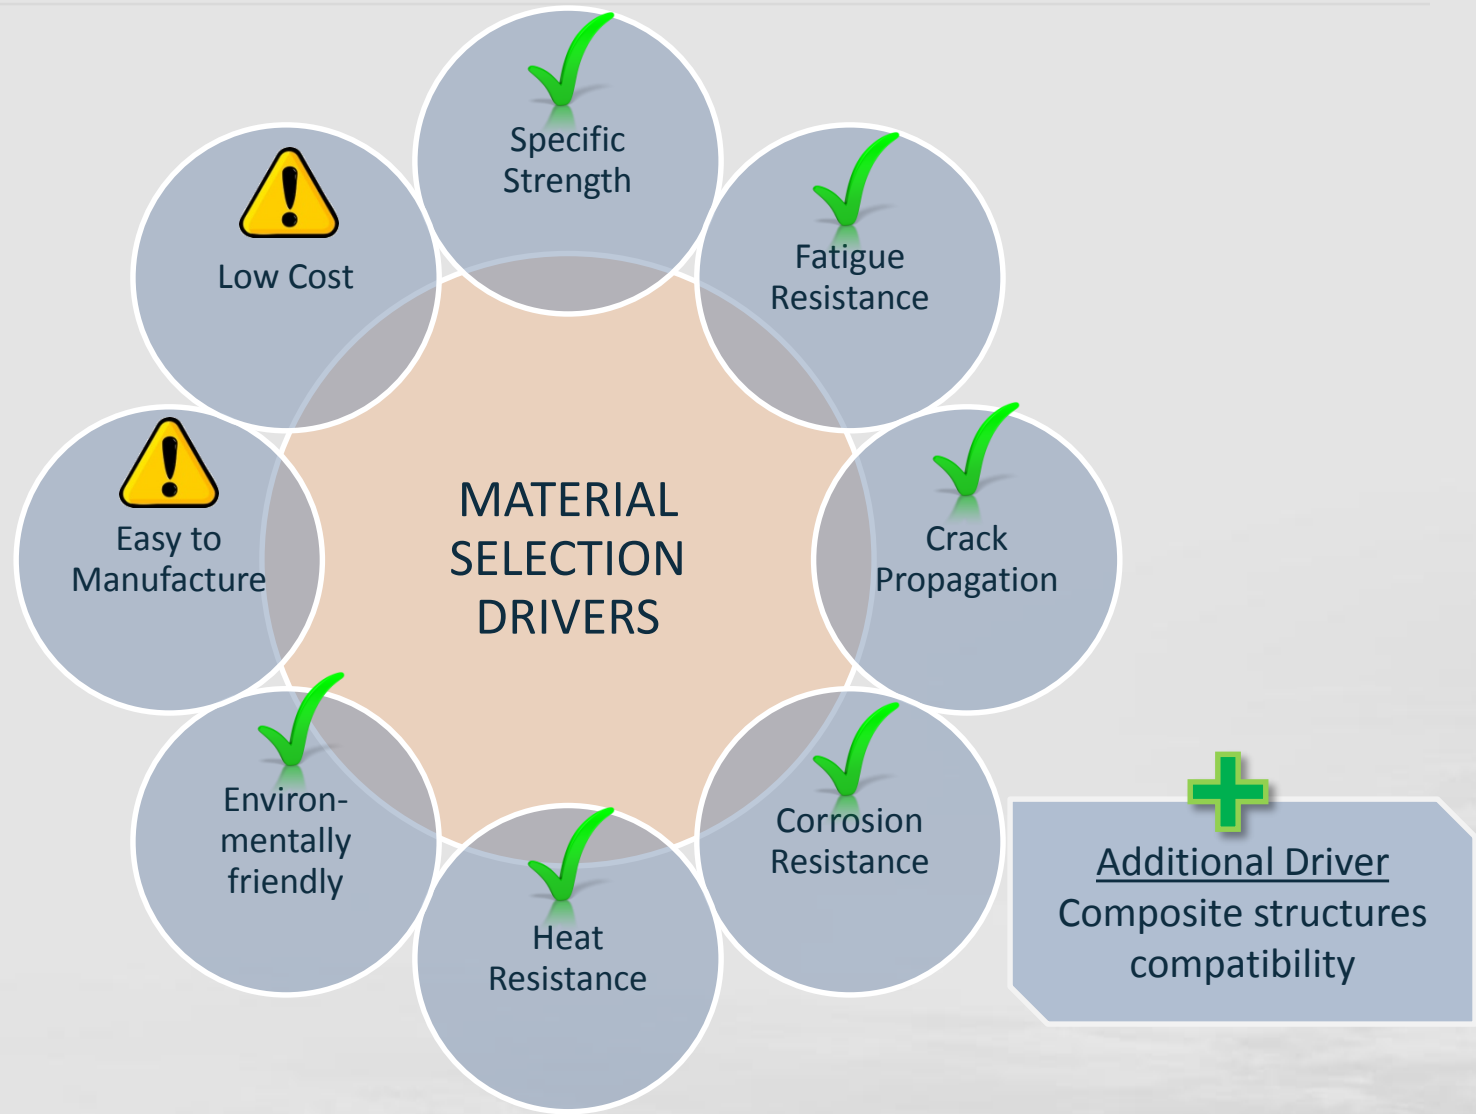 Specific
Strength
Fatigue
Resistance
Crack
Propagation
Corrosion
Resistance
Heat
Resistance
Environ-
mentally
friendly
Easy to
Manufacture
Low Cost
MATERIAL
SELECTION
DRIVERS
Additional Driver
Composite structures
compatibility